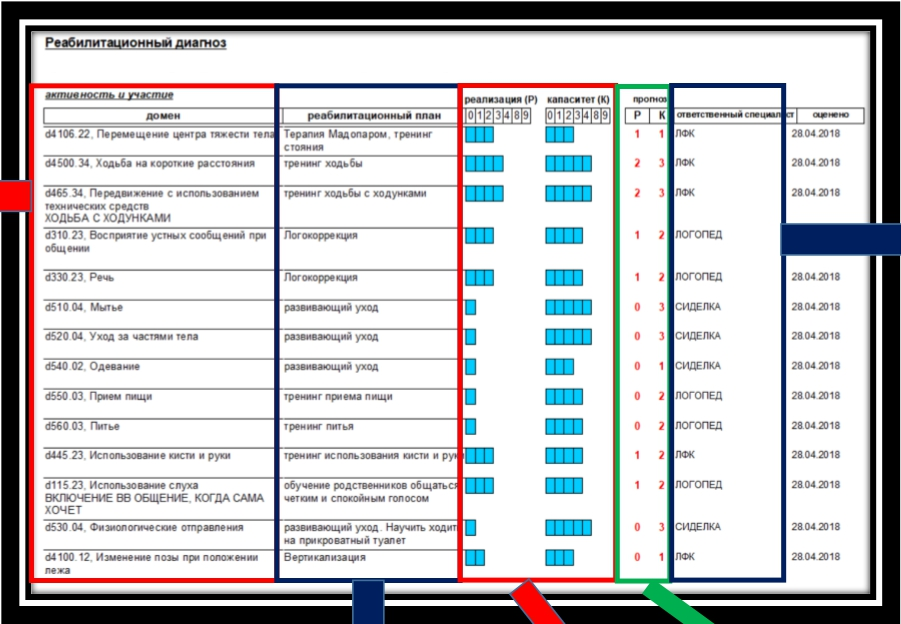 Реабилитационный диагноз
активность и участие
реализация (Р) капаситет (К) прогноз
домен реабилитационный план 0 1 2 3 4 8 9 0 1 2 3 4 8 9 Р К ответственный специалист оценено
d4106.22, Перемещение центра тяжести тела Терапия Мадопаром, тренинг 1 1 ЛФК 28.04.2018
стояния
d4500.34, Ходьба на короткие расстояния тренинг ходьбы 2 3 ЛФК 28.04.2018
d465.34, Передвижение с использованием тренинг ходьбы с ходунками 2 3 ЛФК 28.04.2018
технических средств
ХОДЬБА С ХОДУНКАМИ
d310.23, Восприятие устных сообщений при Логокоррекция 1 2 ЛОГОПЕД
общении
d330.23, Речь Логокоррекция 1 2 ЛОГОПЕД 28.04.2018
d510.04, Мытье развивающий уход 0 3 СИДЕЛКА 28.04.2018
d520.04, Уход за частями тела развивающий уход 0 3 СИДЕЛКА 28.04.2018
d540.02, Одевание развивающий уход 0 1 СИДЕЛКА 28.04.2018
d550.03, Прием пищи тренинг приема пищи 0 2 ЛОГОПЕД 28.04.2018
d560.03, Питье тренинг питья 0 2 ЛОГОПЕД 28.04.2018
d445.23, Использование кисти и руки тренинг использования кисти и руки 1 2 ЛФК 28.04.2018
d115.23, Использование слуха обучение родственников общаться 1 2 ЛОГОПЕД 28.04.2018
ВКЛЮЧЕНИЕ ВВ ОБЩЕНИЕ, КОГДА САМА четким и спокойным голосом
ХОЧЕТ
d530.04, Физиологические отправления развивающий уход. Научить ходить 0 3 СИДЕЛКА 28.04.2018
на прикроватный туалет
d4100.12, Изменение позы при положении Вертикализация 0 1 ЛФК 28.04.2018
лежа